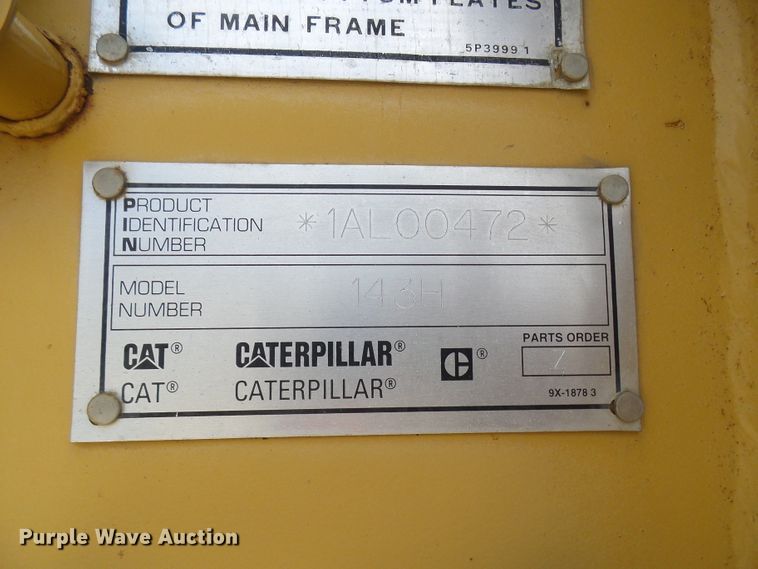 PLATES
OF MAIN FRAME
5P3999 1
PRODUCT
IDENTIFICATION
NUMBER
*1AL00472*
MODEL
NUMBER
143H
CAT® CATERPILLAR® C®
CAT® CATERPILLAR®
PARTS ORDER
/
9X-1878 3
Purple Wave Auction